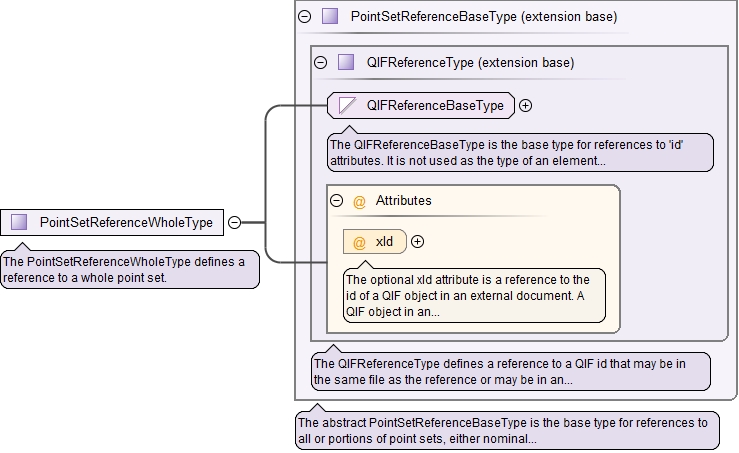 PointSetReferenceBaseType (extension base)
QIFReferenceType (extension base)
QIFReferenceBaseType
The QIFReferenceBaseType is the base type for references to 'id'
attributes. It is not used as the type of an element...
@ Attributes
@ xId
The optional xId attribute is a reference to the
id of a QIF object in an external document. A
QIF object in an...
PointSetReferenceWholeType
The PointSetReferenceWholeType defines a
reference to a whole point set.
The QIFReferenceType defines a reference to a QIF id that may be in
the same file as the reference or may be in an...
The abstract PointSetReferenceBaseType is the base type for references to
all or portions of point sets, either nominal...